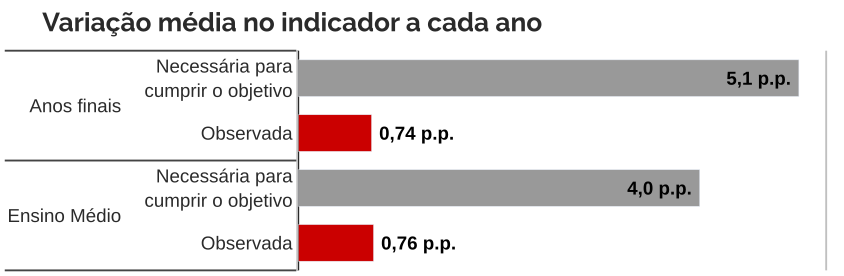 Variação média no indicador a cada ano
Anos finais
Necessária para
cumprir o objetivo
5,1 p.p.
Observada
0,74 p.p.
Ensino Médio
Necessária para
cumprir o objetivo
4,0 p.p.
Observada
0,76 p.p.